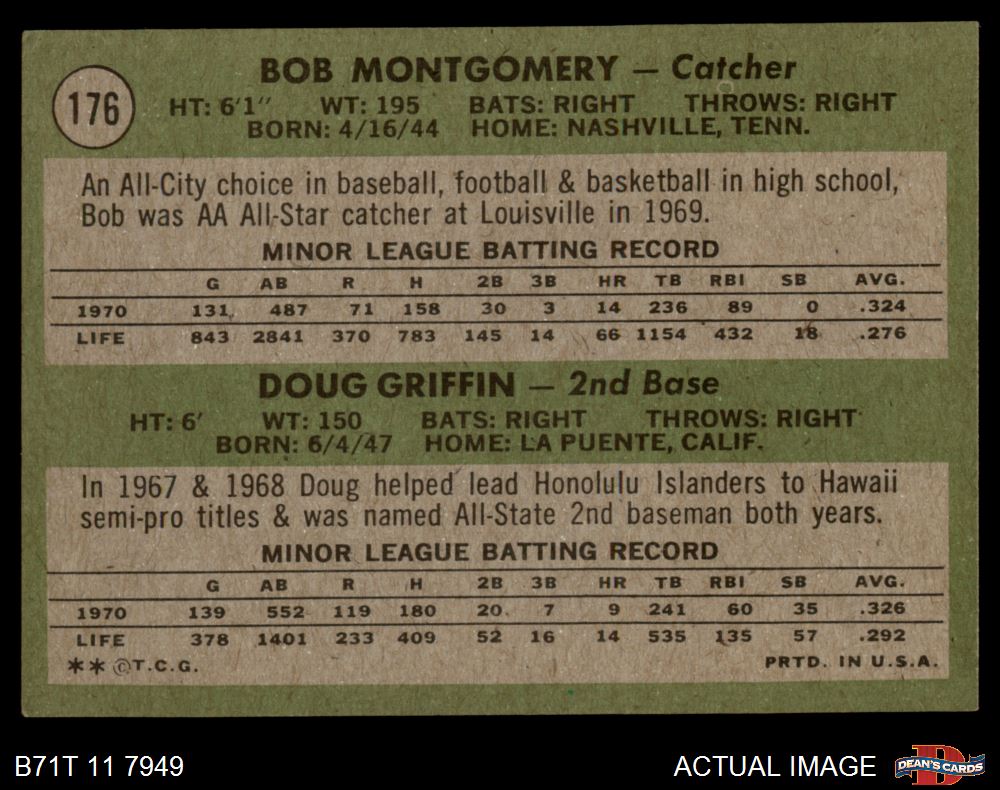 176
BOB MONTGOMERY — Catcher
HT: 6'1" WT: 195 BATS: RIGHT THROWS: RIGHT
BORN: 4/16/44 HOME: NASHVILLE, TENN.
An All-City choice in baseball, football & basketball in high school,
Bob was AA All-Star catcher at Louisville in 1969.
MINOR LEAGUE BATTING RECORD
G AB R H 2B 3B HR TB RBI SB AVG.
1970 131 487 71 158 30 3 14 236 89 0 .324
LIFE 843 2841 370 783 145 14 66 1154 432 18 .276
DOUG GRIFFIN — 2nd Base
HT: 6' WT: 150 BATS: RIGHT THROWS: RIGHT
BORN: 6/4/47 HOME: LA PUENTE, CALIF.
In 1967 & 1968 Doug helped lead Honolulu Islanders to Hawaii
semi-pro titles & was named All-State 2nd baseman both years.
MINOR LEAGUE BATTING RECORD
G AB R H 2B 3B HR TB RBI SB AVG.
1970 139 552 119 180 20 7 9 241 60 35 .326
LIFE 378 1401 233 409 52 16 14 535 135 57 .292
** ©T.C.G. PRTD. IN U.S.A.
B71T 11 7949 ACTUAL IMAGE DEAN'S CARDS